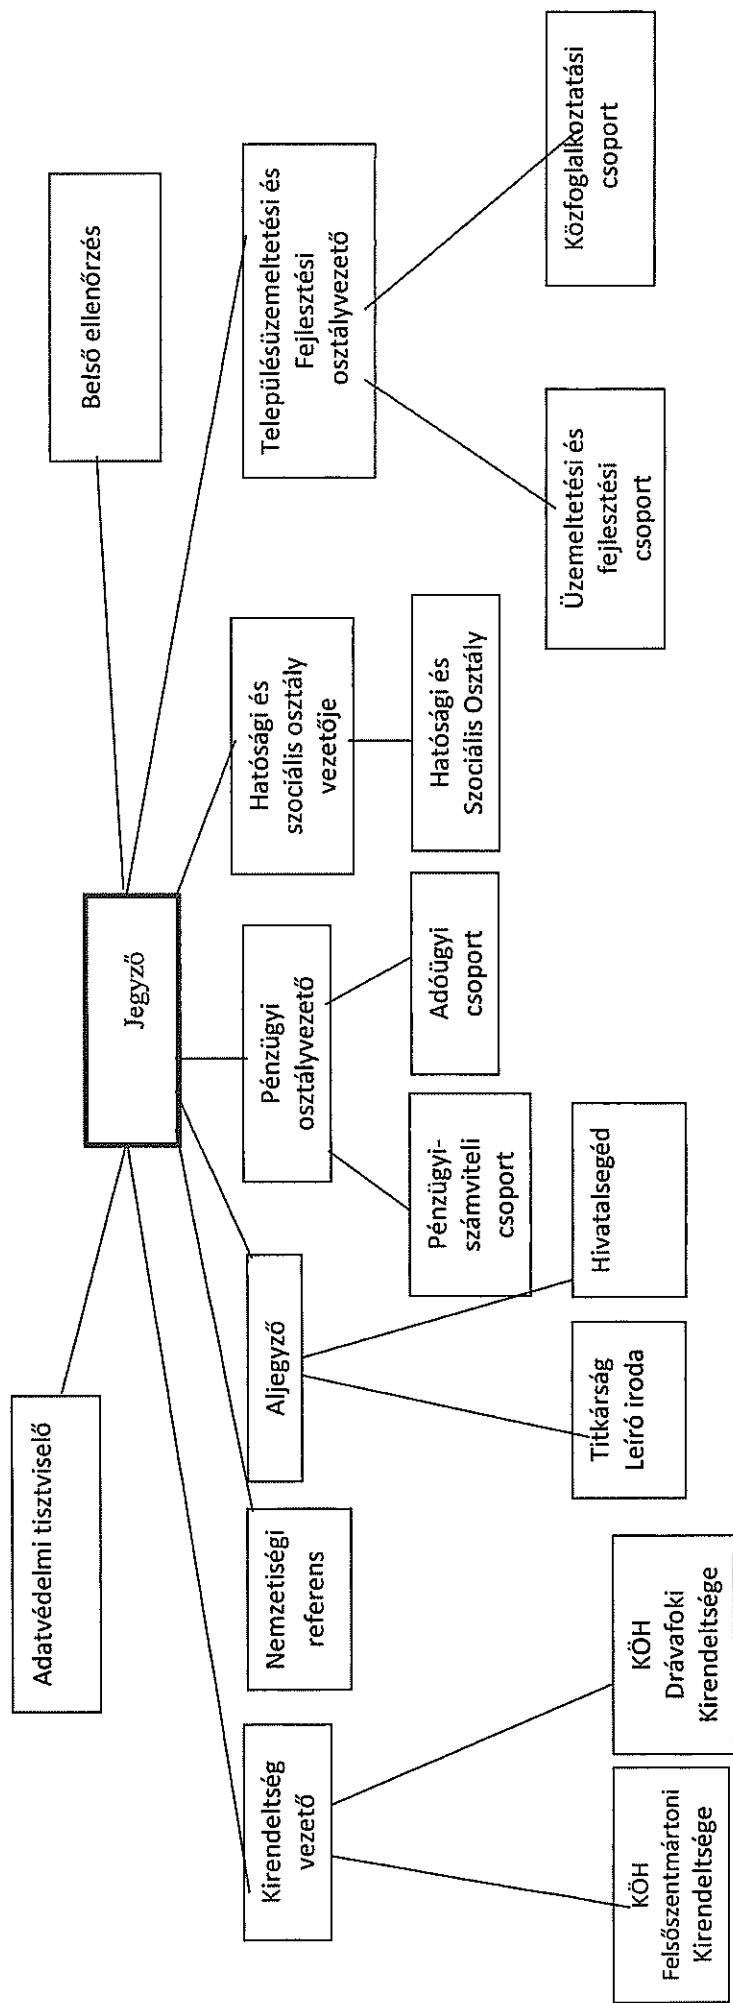 Adatvédelmi tisztviselő
Jegyző
Belső ellenőrzés
Kirendeltség
vezető
Nemzetiségi
referens
Aljegyző
Pénzügyi
osztályvezető
Hatósági és
szociális osztály
vezetője
Településüzemeltetési és
Fejlesztési
osztályvezető
Pénzügyi-
számviteli
csoport
Adóügyi
csoport
Hatósági és
Szociális Osztály
KÖH
Felsőszentmártoni
Kirendeltsége
KÖH
Drávafoki
Kirendeltsége
Titkárság
Leíró iroda
Hivatalsegéd
Üzemeltetési és
fejlesztési
csoport
Közfoglalkoztatási
csoport